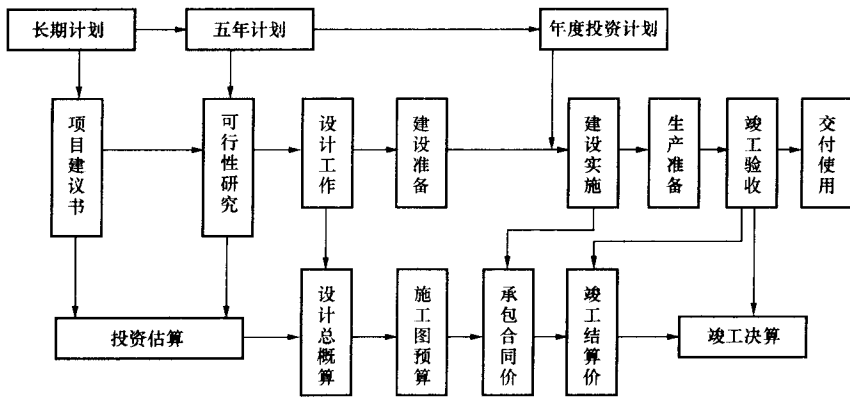 长期计划
五年计划
年度投资计划
项目建议书
可行性研究
设计工作
建设准备
建设实施
生产准备
竣工验收
交付使用
投资估算
设计总概算
施工图预算
承包合同价
竣工结算价
竣工决算